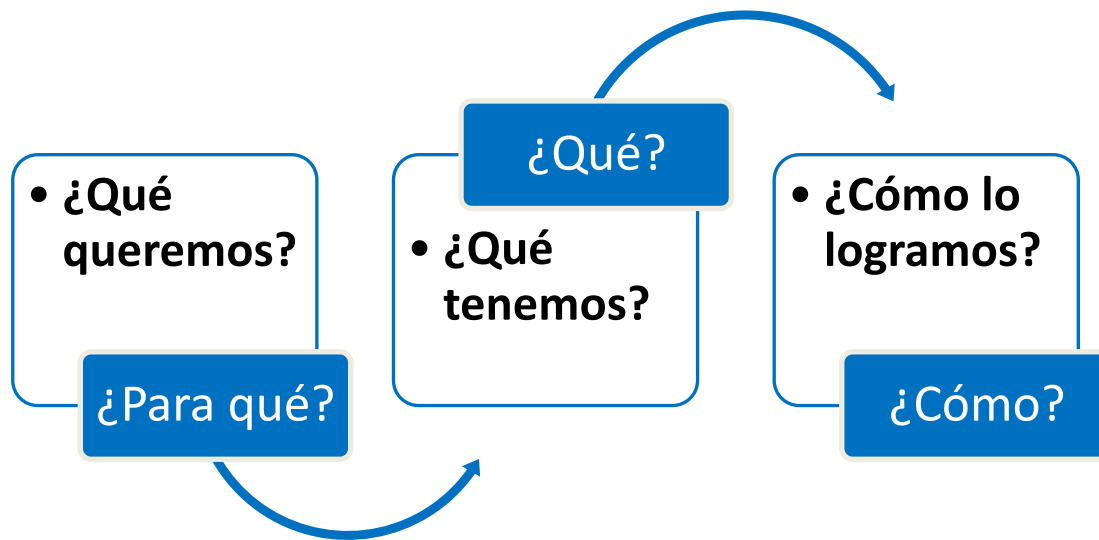 • ¿Qué
queremos?
¿Para qué?
¿Qué?
• ¿Qué
tenemos?
• ¿Cómo lo
logramos?
¿Cómo?